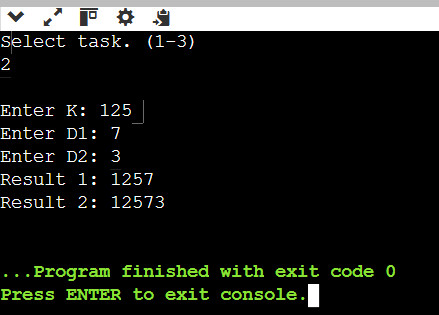 Select task. (1-3)
2
Enter K: 125
Enter D1: 7
Enter D2: 3
Result 1: 1257
Result 2: 12573
...Program finished with exit code 0
Press ENTER to exit console.